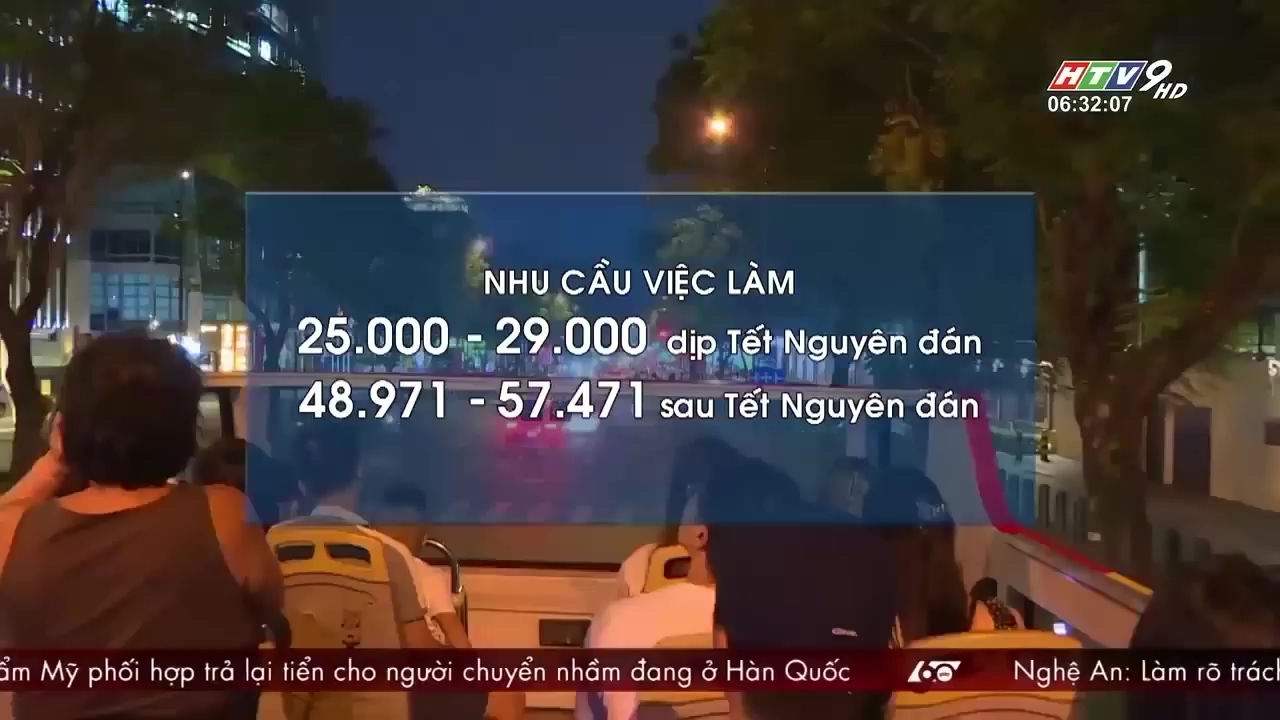 HTV9 HD
06:32:07
NHU CẦU VIỆC LÀM
25.000 - 29.000 dịp Tết Nguyên đán
48.971 - 57.471 sau Tết Nguyên đán
Mỹ phối hợp trả lại tiền cho người chuyển nhầm đang ở Hàn Quốc
60 Nghệ An: Làm rõ